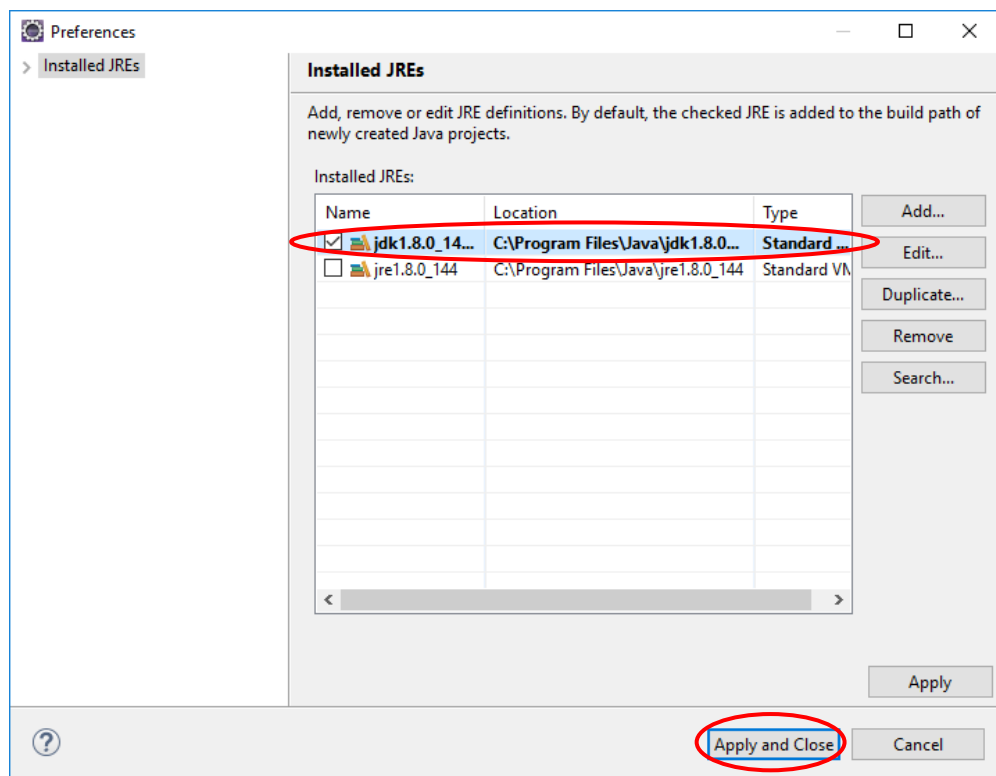 Preferences
Installed JREs
Installed JREs
Add, remove or edit JRE definitions. By default, the checked JRE is added to the build path of
newly created Java projects.
Installed JREs:
Name Location Type
jdk1.8.0_14... C:\Program Files\Java\jdk1.8.0... Standard ...
jre1.8.0_144 C:\Program Files\Java\jre1.8.0_144 Standard VM
Add...
Edit...
Duplicate...
Remove
Search...
Apply
?
Apply and Close Cancel